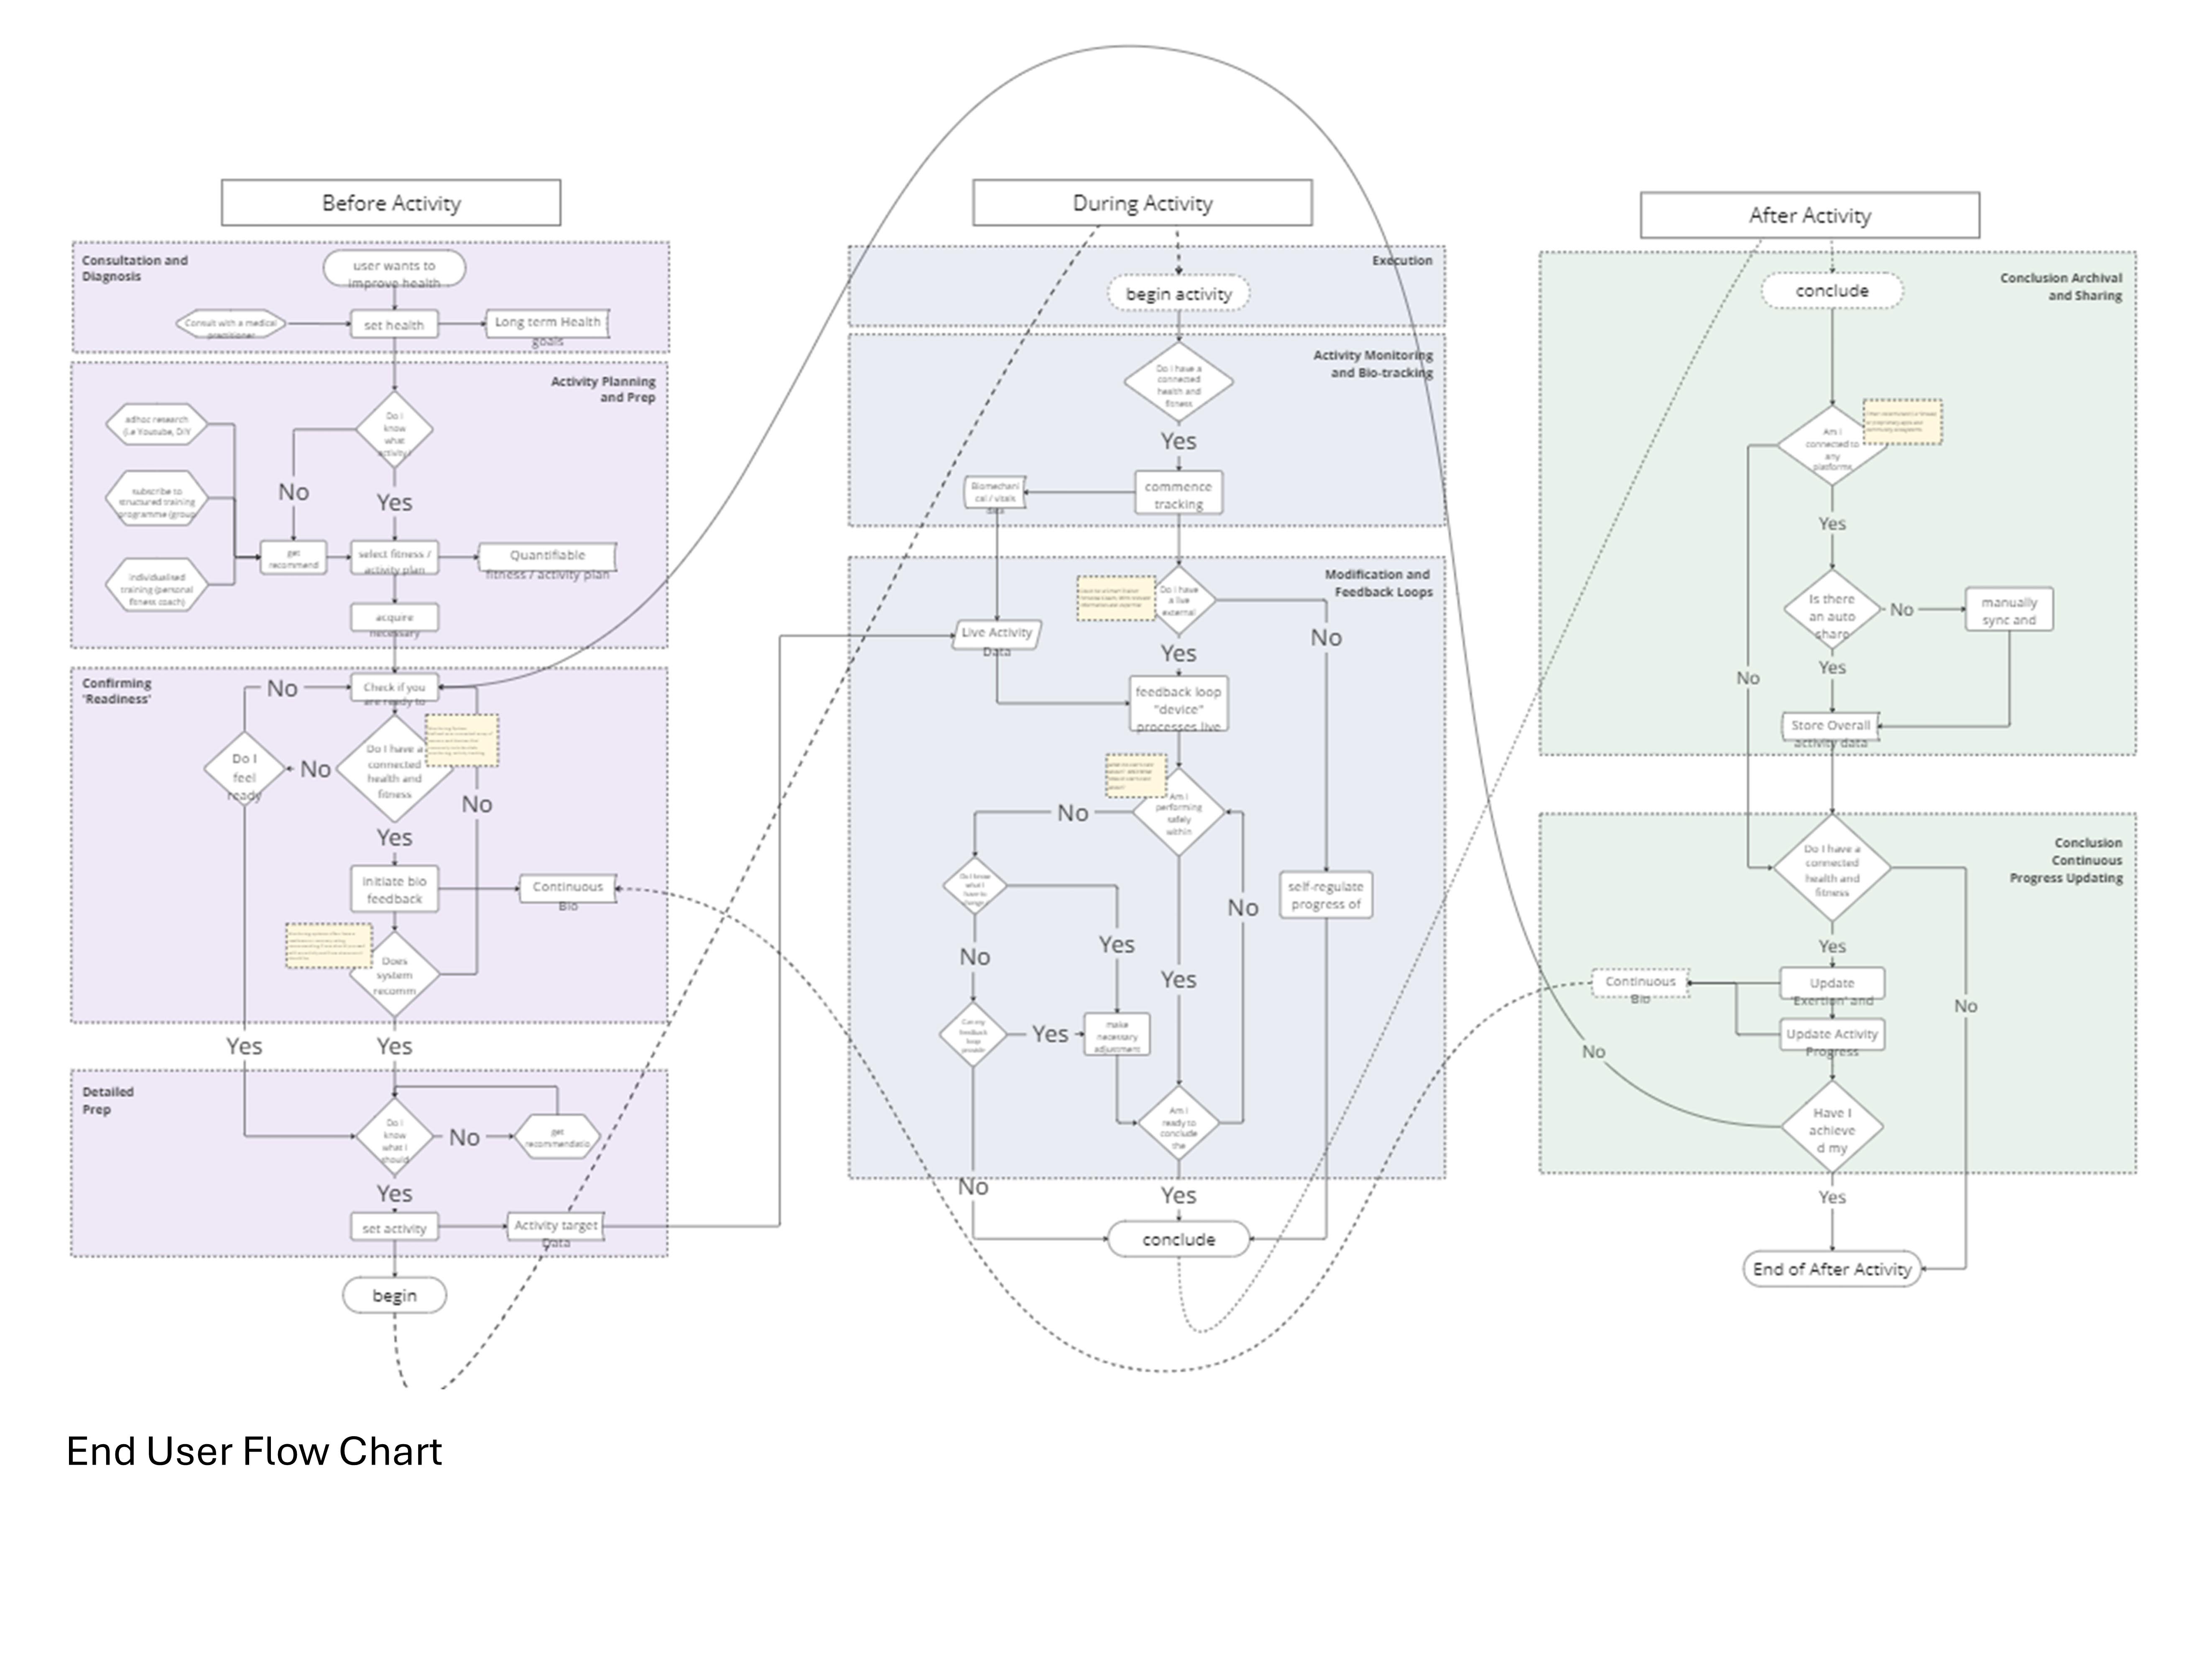 Before Activity
Consultation and
Diagnosis
user wants to
improve health
Consult with a medical
practitioner
set health
Long term Health
goals
Activity Planning
and Prep
adhoc research
(i.e Youtube, DIY
subscribe to
structured training
programme (group
individualised
training (personal
fitness coach)
Do I
know
what
activity
No
Yes
get
recommend
select fitness /
activity plan
Quantifiable
fitness / activity plan
acquire
necessary
Confirming
'Readiness'
No
Check if you
are ready to
Do I
feel
ready
No
Do I have a
connected
health and
fitness
No
Yes
Initiate bio
feedback
Continuous
Bio
Does
system
recomm
Yes
Yes
Detailed
Prep
Do I
know
what I
should
No
get
recommendatio
Yes
set activity
Activity target
Data
begin
During Activity
Execution
begin activity
Activity Monitoring
and Bio-tracking
Do I have a
connected
health and
fitness
Yes
Biomechani
cal / vitals
data
commence
tracking
Modification and
Feedback Loops
Do I have
a live
external
No
Live Activity
Data
Yes
feedback loop
"device"
processes live
Am I
performing
safely
within
No
Do I know
what I
have to
change
self-regulate
progress of
No
Yes
No
Yes
Can my
feedback
loop
provide
Yes
make
necessary
adjustment
Am I
ready to
conclude
the
No
Yes
conclude
After Activity
Conclusion Archival
and Sharing
conclude
Am I
connected to
any
platforms
Yes
Is there
an auto
share
No
manually
sync and
Yes
No
Store Overall
activity data
Conclusion
Continuous
Progress Updating
Do I have a
connected
health and
fitness
Yes
Continuous
Bio
Update
'Exertion' and
No
Update Activity
Progress
No
Have I
achieve
d my
Yes
End of After Activity
End User Flow Chart